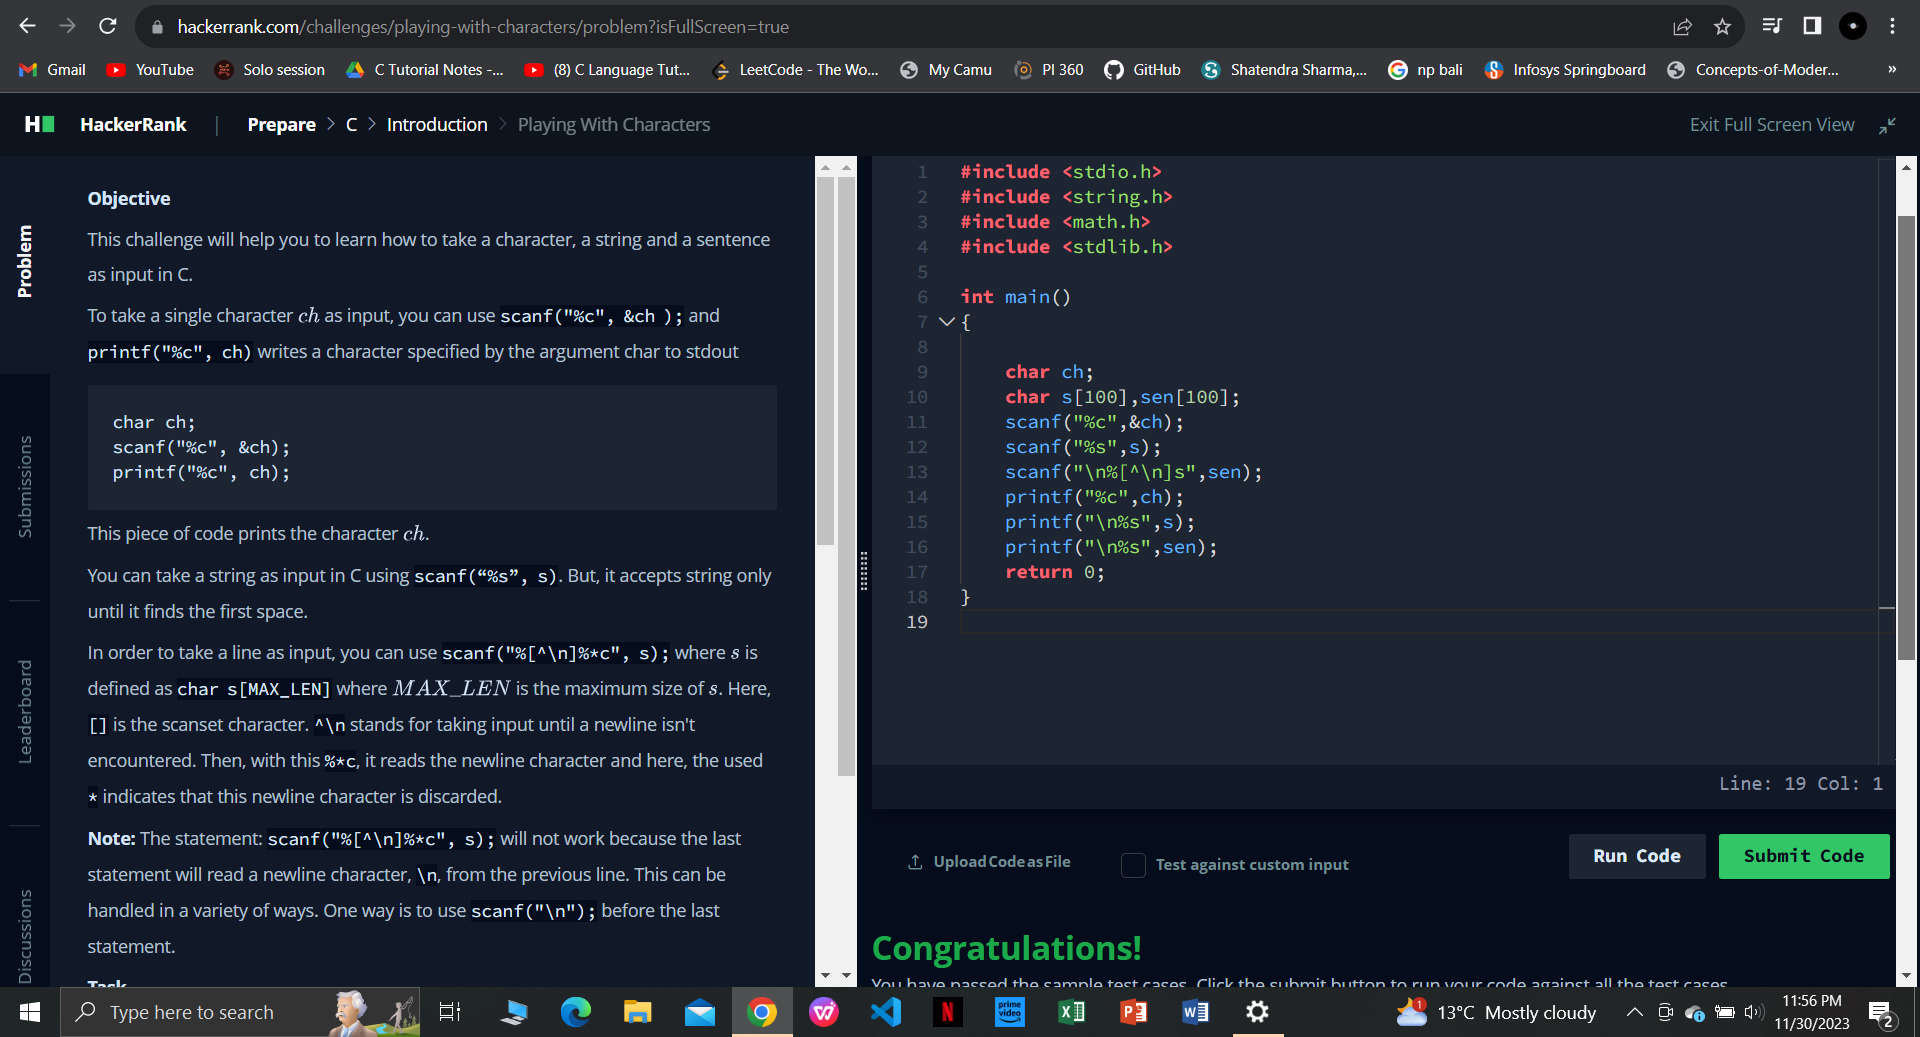 hackerrank.com/challenges/playing-with-characters/problem?isFullScreen=true
Gmail YouTube Solo session C Tutorial Notes -... (8) C Language Tut... LeetCode - The Wo... My Camu PI 360 GitHub Shatendra Sharma,... np bali Infosys Springboard Concepts-of-Moder... »
HackerRank | Prepare > C > Introduction > Playing With Characters
Exit Full Screen View
Problem
Submissions
Leaderboard
Discussions
Objective
This challenge will help you to learn how to take a character, a string and a sentence
as input in C.
To take a single character ch as input, you can use scanf("%c", &ch ); and
printf("%c", ch) writes a character specified by the argument char to stdout
char ch;
scanf("%c", &ch);
printf("%c", ch);
This piece of code prints the character ch.
You can take a string as input in C using scanf(“%s”, s). But, it accepts string only
until it finds the first space.
In order to take a line as input, you can use scanf("%[^\n]%*c", s); where s is
defined as char s[MAX_LEN] where MAX_LEN is the maximum size of s. Here,
[] is the scanset character. ^\n stands for taking input until a newline isn't
encountered. Then, with this %*c, it reads the newline character and here, the used
* indicates that this newline character is discarded.
Note: The statement: scanf("%[^\n]%*c", s); will not work because the last
statement will read a newline character, \n, from the previous line. This can be
handled in a variety of ways. One way is to use scanf("\n"); before the last
statement.
Task
1 #include <stdio.h>
2 #include <string.h>
3 #include <math.h>
4 #include <stdlib.h>
5
6 int main()
7 {
8
9 char ch;
10 char s[100],sen[100];
11 scanf("%c",&ch);
12 scanf("%s",s);
13 scanf("\n%[^\n]s",sen);
14 printf("%c",ch);
15 printf("\n%s",s);
16 printf("\n%s",sen);
17 return 0;
18 }
19
Line: 19 Col: 1
Upload Code as File
Test against custom input
Run Code
Submit Code
Congratulations!
You have passed the sample test cases. Click the submit button to run your code against all the test cases.
Type here to search
prime video
1
13°C Mostly cloudy
11:56 PM
11/30/2023
2